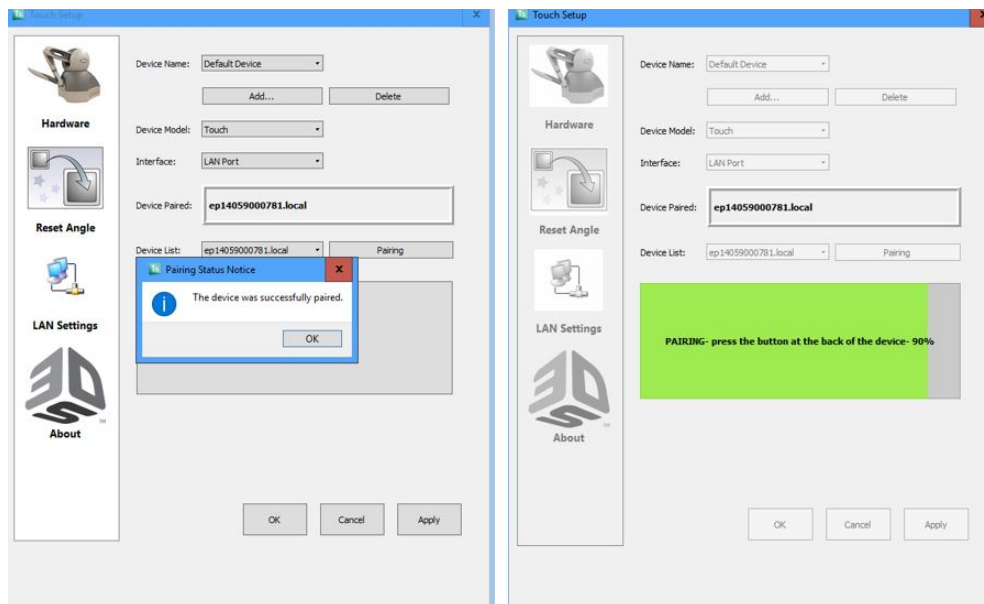 Touch Setup
Device Name: Default Device
Add... Delete
Hardware
Device Model: Touch
Interface: LAN Port
Device Paired: ep14059000781.local
Reset Angle
Device List: ep14059000781.local Pairing
Pairing Status Notice
The device was successfully paired.
OK
LAN Settings
3DS
TM
About
OK Cancel Apply
Touch Setup
Device Name: Default Device
Add... Delete
Hardware
Device Model: Touch
Interface: LAN Port
Device Paired: ep14059000781.local
Reset Angle
Device List: ep14059000781.local Pairing
LAN Settings
PAIRING- press the button at the back of the device- 90%
3DS
TM
About
OK Cancel Apply